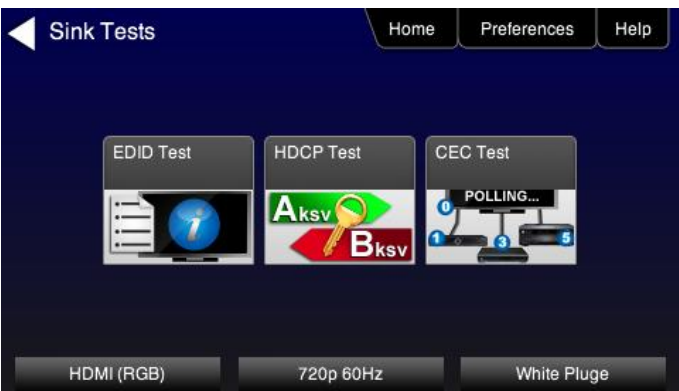 Sink Tests
Home
Preferences
Help
EDID Test
HDCP Test
CEC Test
i
Aksv
Bksv
POLLING...
0
1
3
5
HDMI (RGB)
720p 60Hz
White Pluge